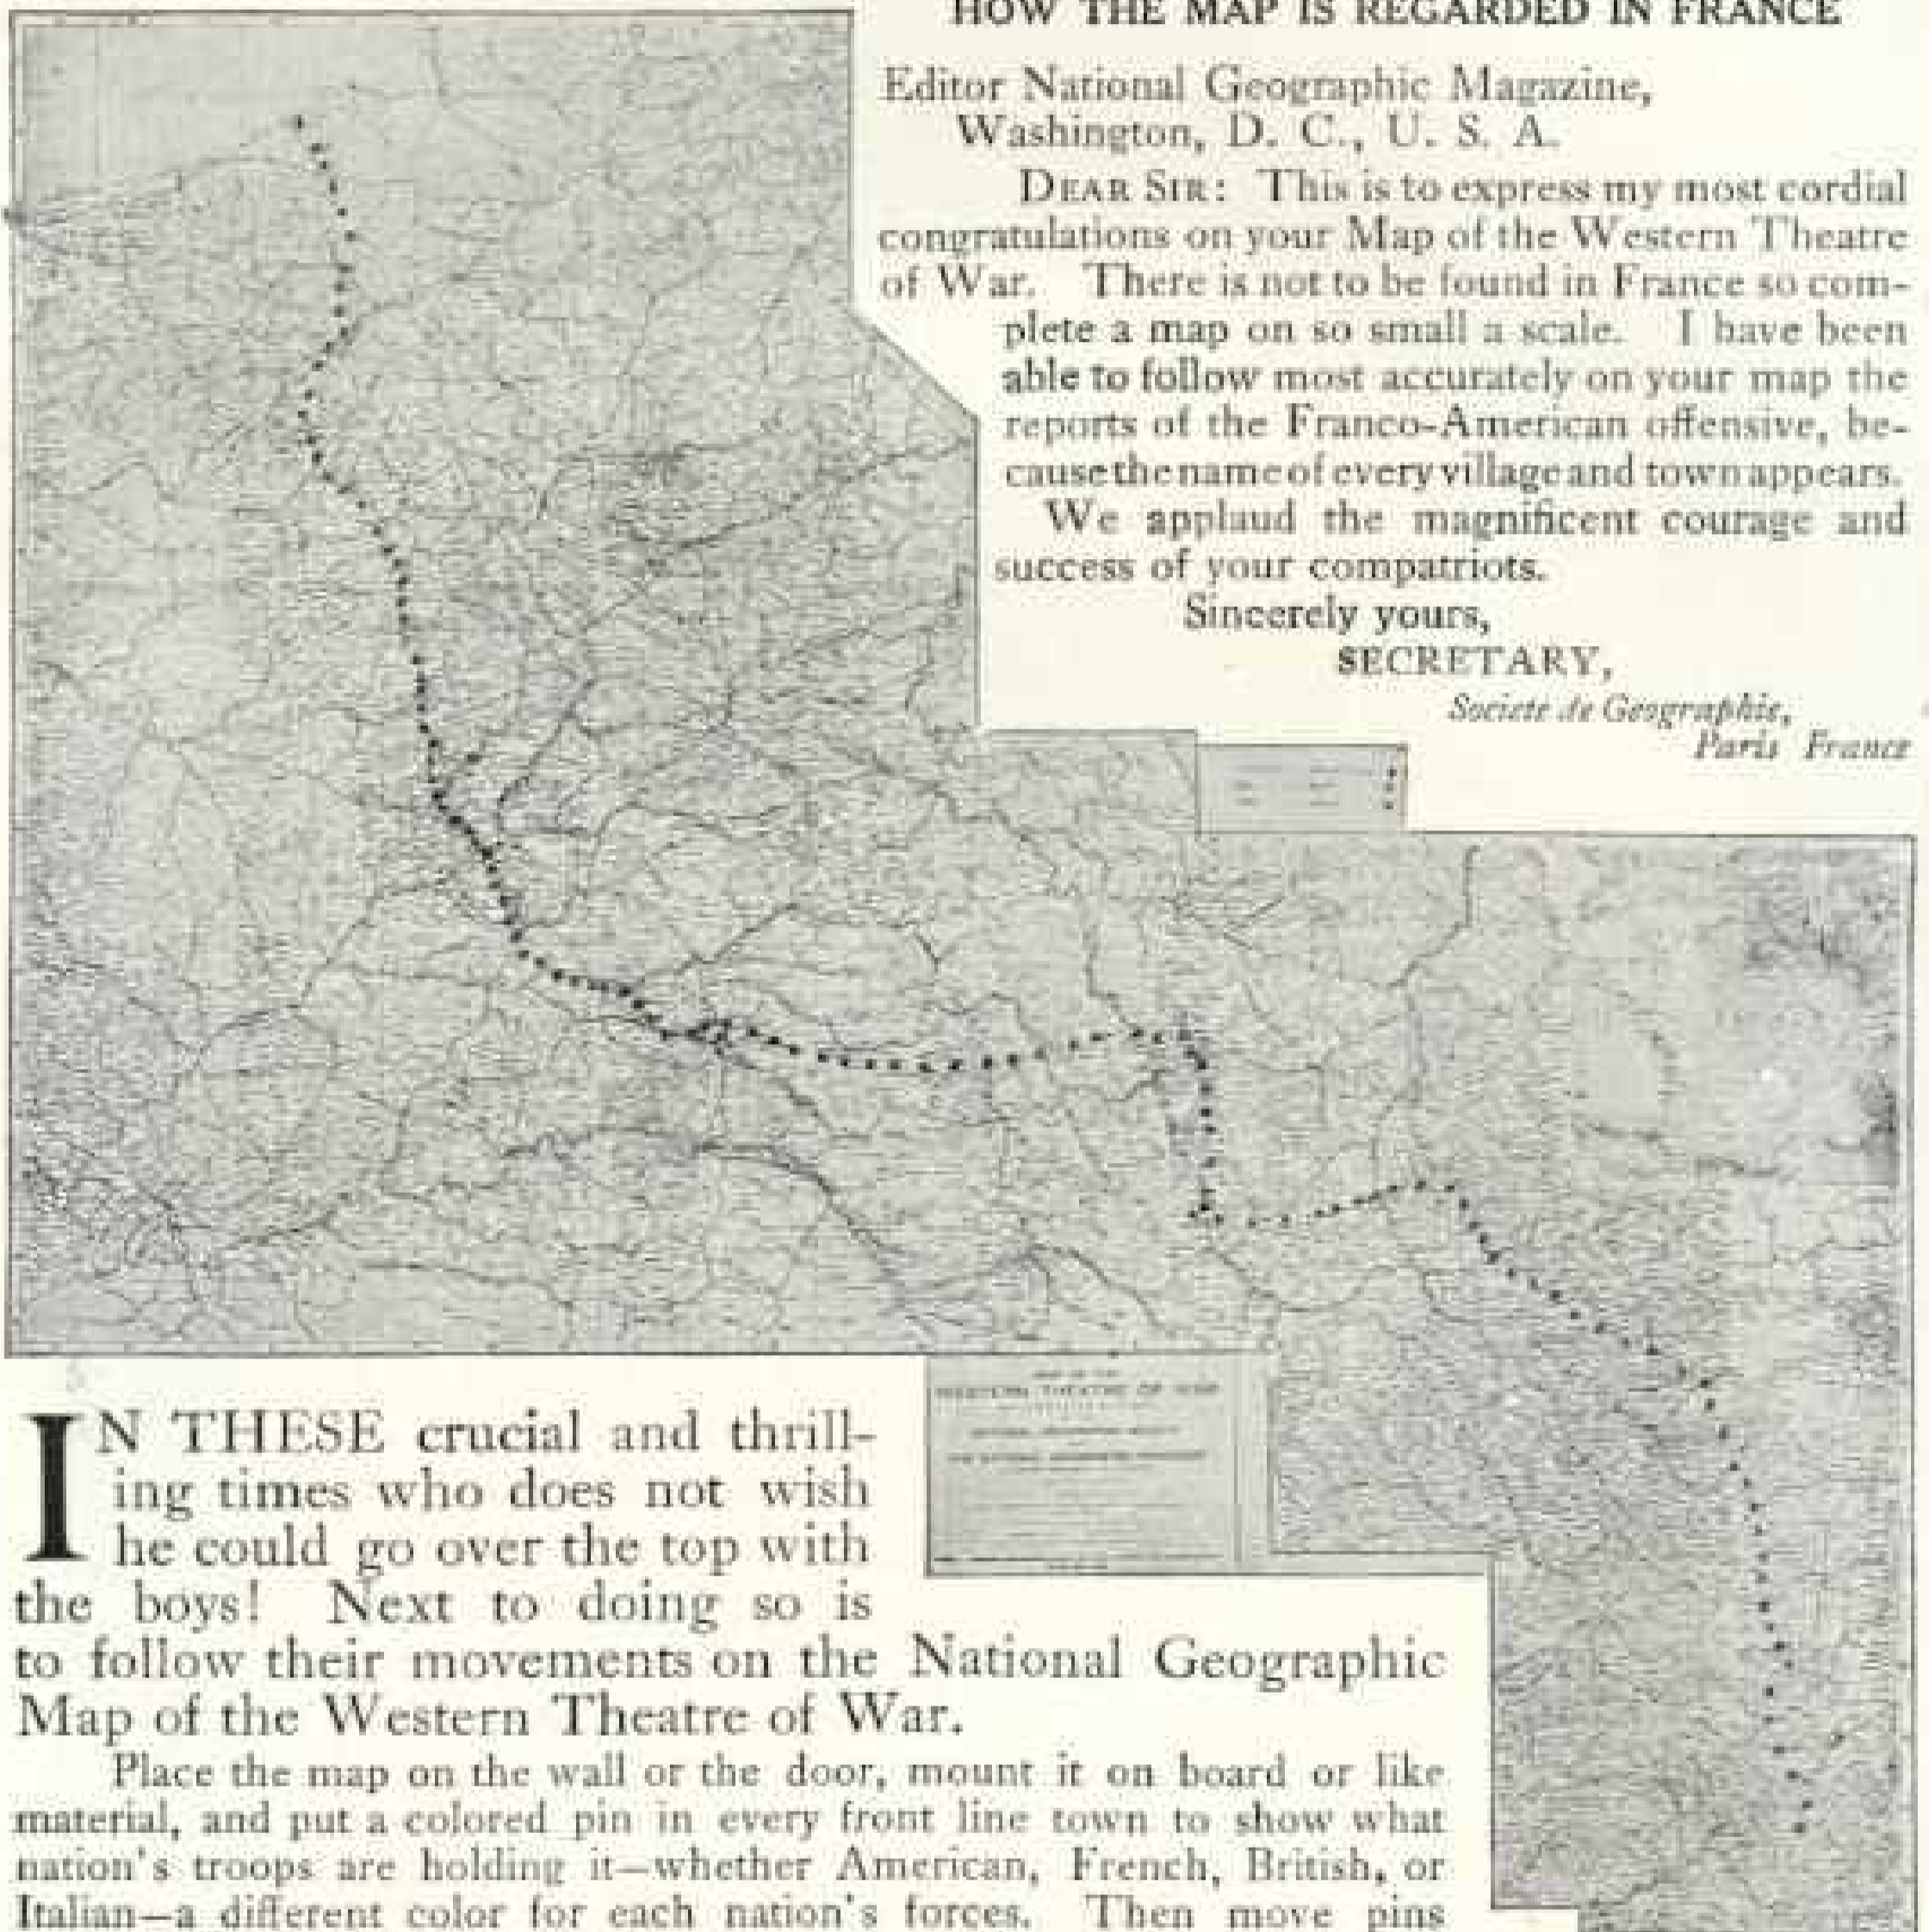 HOW THE MAP IS REGARDED IN FRANCE
Editor National Geographic Magazine,
Washington, D. C., U. S. A.
DEAR SIR: This is to express my most cordial
congratulations on your Map of the Western Theatre
of War. There is not to be found in France so com-
plete a map on so small a scale. I have been
able to follow most accurately on your map the
reports of the Franco-American offensive, be-
cause the name of every village and town appears.
We applaud the magnificent courage and
success of your compatriots.
Sincerely yours,
SECRETARY,
Societe de Geographie,
Paris France
MAP OF THE
WESTERN THEATRE OF WAR
IN THESE crucial and thrill-
ing times who does not wish
he could go over the top with
the boys! Next to doing so is
to follow their movements on the National Geographic
Map of the Western Theatre of War.
Place the map on the wall or the door, mount it on board or like
material, and put a colored pin in every front line town to show what
nation's troops are holding it—whether American, French, British, or
Italian—a different color for each nation's forces. Then move pins